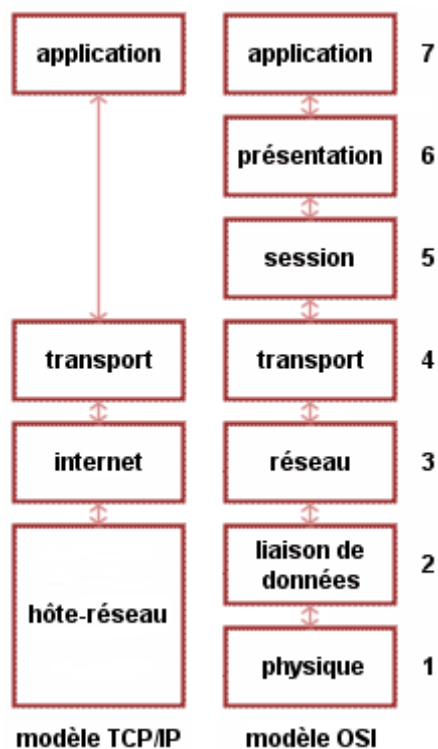 application application 7
présentation 6
session 5
transport transport 4
internet réseau 3
liaison de
données 2
hôte-réseau
physique 1
modèle TCP/IP modèle OSI